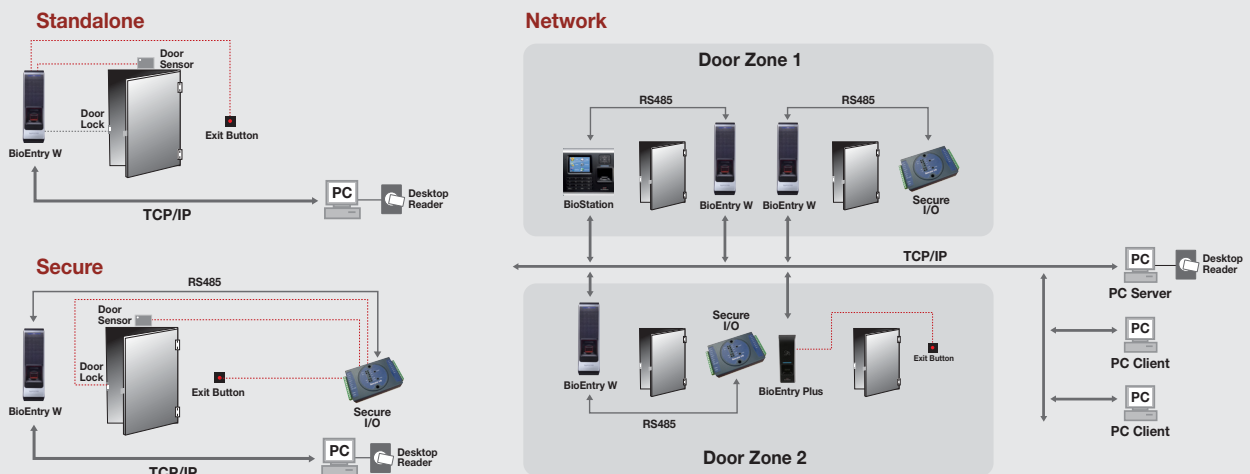 Standalone
Door
Sensor
Door
Lock
Exit Button
BioEntry W
TCP/IP
PC
Desktop
Reader
Secure
RS485
Door
Sensor
Door
Lock
Exit Button
BioEntry W
Secure
I/O
TCP/IP
PC
Desktop
Reader
Network
Door Zone 1
RS485
RS485
BioStation
BioEntry W
BioEntry W
Secure
I/O
TCP/IP
PC
Desktop
Reader
PC Server
PC
PC Client
PC
PC Client
Secure
I/O
BioEntry W
BioEntry Plus
Exit Button
RS485
Door Zone 2